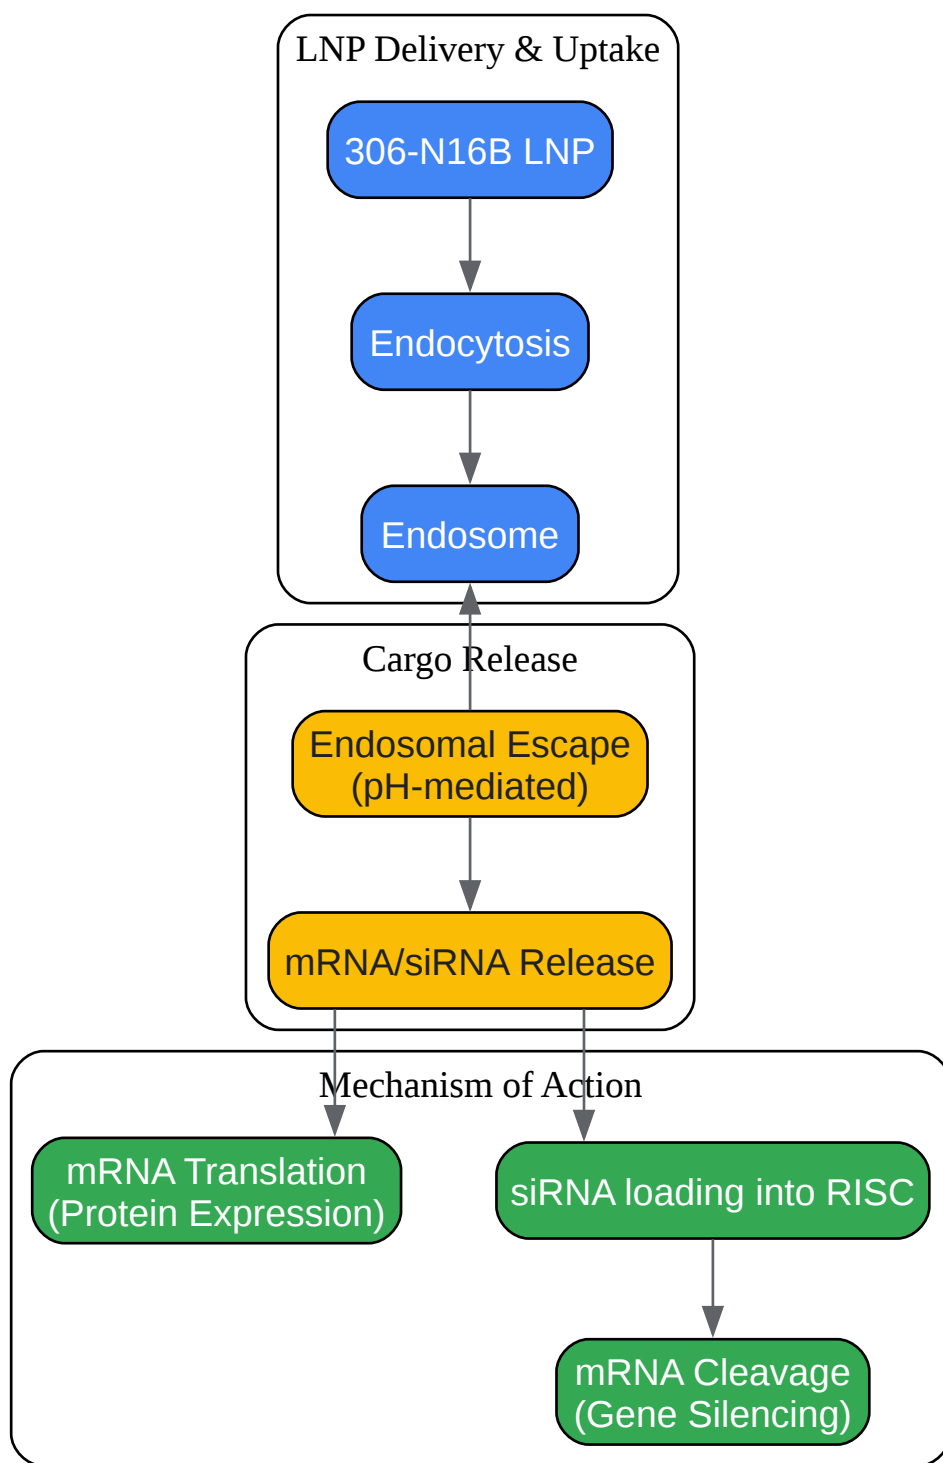 LNP Delivery & Uptake
306-N16B LNP
Endocytosis
Endosome
Cargo Release
Endosomal Escape
(pH-mediated)
mRNA/siRNA Release
Mechanism of Action
mRNA Translation
(Protein Expression)
siRNA loading into RISC
mRNA Cleavage
(Gene Silencing)